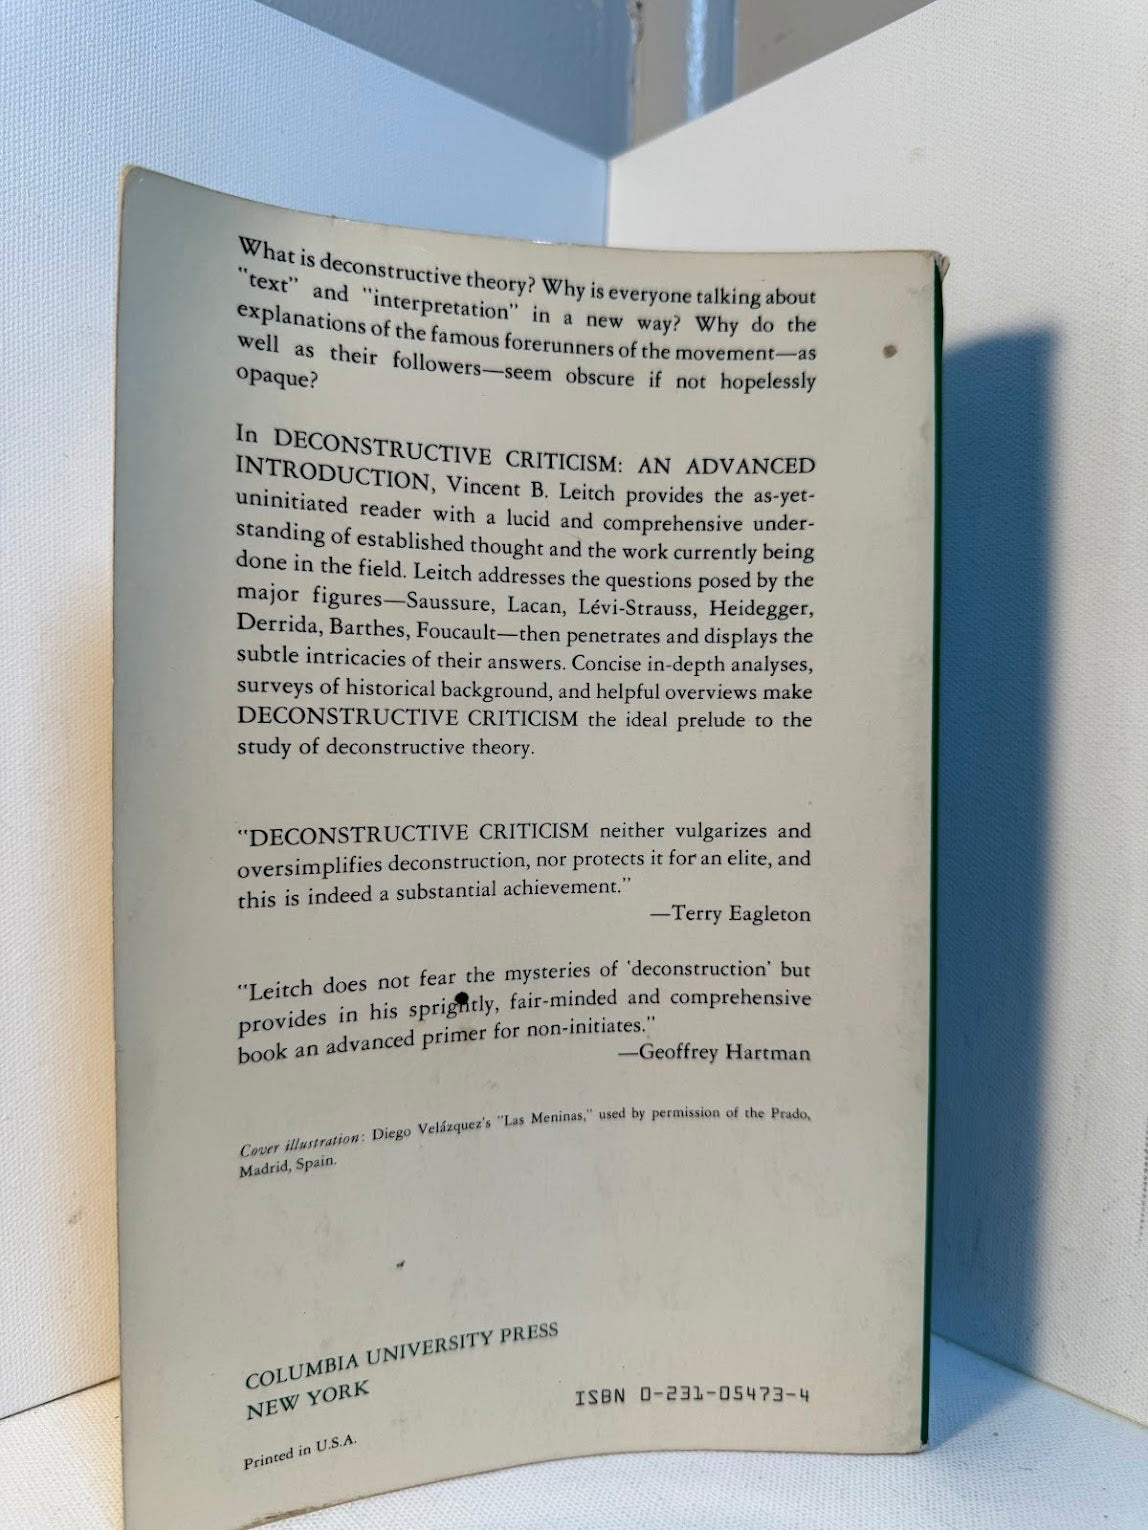 What is deconstructive theory? Why is everyone talking about
"text" and "interpretation" in a new way? Why do the
explanations of the famous forerunners of the movement—as
well as their followers—seem obscure if not hopelessly
opaque?
In DECONSTRUCTIVE CRITICISM: AN ADVANCED
INTRODUCTION, Vincent B. Leitch provides the as-yet-
uninitiated reader with a lucid and comprehensive under-
standing of established thought and the work currently being
done in the field. Leitch addresses the questions posed by the
major figures—Saussure, Lacan, Lévi-Strauss, Heidegger,
Derrida, Barthes, Foucault—then penetrates and displays the
subtle intricacies of their answers. Concise in-depth analyses,
surveys of historical background, and helpful overviews make
DECONSTRUCTIVE CRITICISM the ideal prelude to the
study of deconstructive theory.
"DECONSTRUCTIVE CRITICISM neither vulgarizes and
oversimplifies deconstruction, nor protects it for an elite, and
this is indeed a substantial achievement."
—Terry Eagleton
"Leitch does not fear the mysteries of 'deconstruction' but
provides in his sprightly, fair-minded and comprehensive
book an advanced primer for non-initiates."
—Geoffrey Hartman
Cover illustration: Diego Velázquez's "Las Meninas," used by permission of the Prado,
Madrid, Spain.
COLUMBIA UNIVERSITY PRESS
NEW YORK
ISBN 0-231-05473-4
Printed in U.S.A.